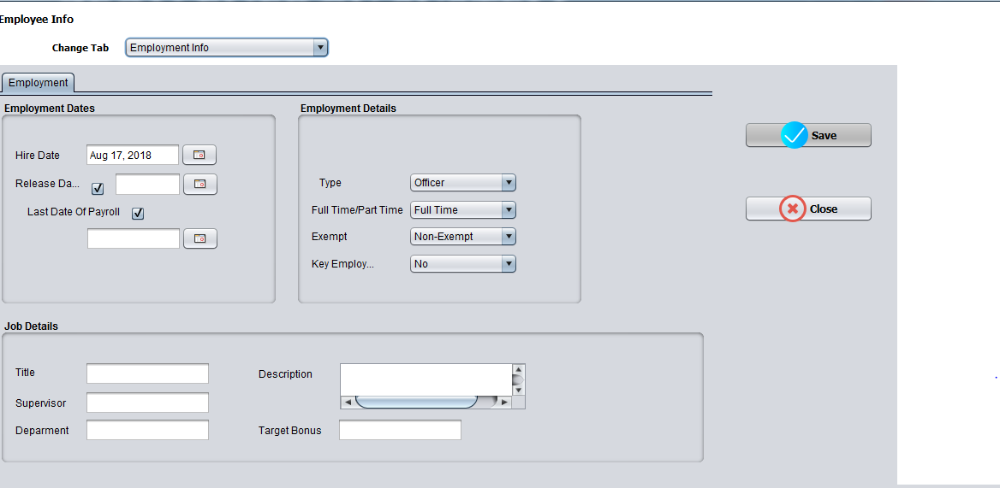 Employee Info
Change Tab Employment Info
Employment
Employment Dates
Hire Date Aug 17, 2018
Release Da...
Last Date Of Payroll
Employment Details
Type Officer
Full Time/Part Time Full Time
Exempt Non-Exempt
Key Employ... No
Save
Close
Job Details
Title
Supervisor
Deparment
Description
Target Bonus